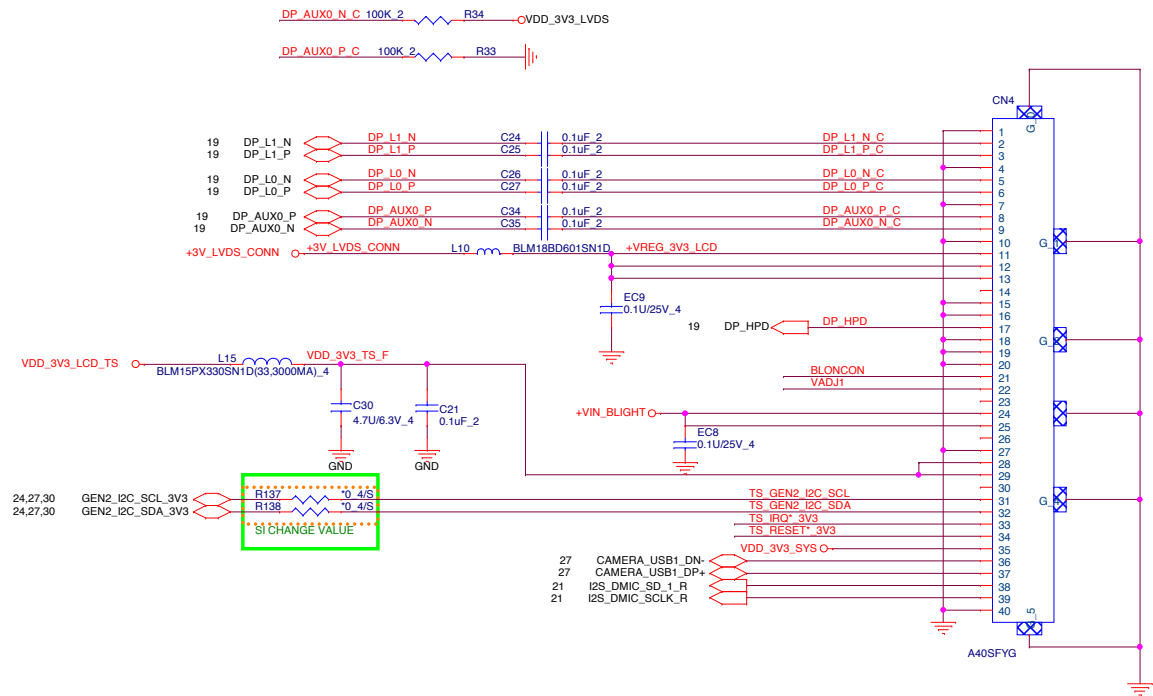 DP_AUX0_N_C 100K_2 R34 VDD_3V3_LVDS
DP_AUX0_P_C 100K_2 R33
CN4
G_0
19 DP_L1_N DP_L1_N C24 0.1uF_2 DP_L1_N_C
19 DP_L1_P DP_L1_P C25 0.1uF_2 DP_L1_P_C
19 DP_L0_N DP_L0_N C26 0.1uF_2 DP_L0_N_C
19 DP_L0_P DP_L0_P C27 0.1uF_2 DP_L0_P_C
19 DP_AUX0_P DP_AUX0_P C34 0.1uF_2 DP_AUX0_P_C
19 DP_AUX0_N DP_AUX0_N C35 0.1uF_2 DP_AUX0_N_C
+3V_LVDS_CONN +3V_LVDS_CONN L10 BLM18BD601SN1D +VREG_3V3_LCD
EC9
0.1U/25V_4
19 DP_HPD DP_HPD
VDD_3V3_LCD_TS L15 VDD_3V3_TS_F
BLM15PX330SN1D(33,3000MA)_4
BLONCON
VADJ1
C30
4.7U/6.3V_4
C21
0.1uF_2
+VIN_BLIGHT
EC8
0.1U/25V_4
GND
GND
24,27,30 GEN2_I2C_SCL_3V3 R137 *0_4/S TS_GEN2_I2C_SCL
24,27,30 GEN2_I2C_SDA_3V3 R138 *0_4/S TS_GEN2_I2C_SDA
SI CHANGE VALUE
TS_IRQ*_3V3
TS_RESET*_3V3
VDD_3V3_SYS
27 CAMERA_USB1_DN-
27 CAMERA_USB1_DP+
21 I2S_DMIC_SD_1_R
21 I2S_DMIC_SCLK_R
1
2
3
4
5
6
7
8
9
10
11
12
13
14
15
16
17
18
19
20
21
22
23
24
25
26
27
28
29
30
31
32
33
34
35
36
37
38
39
40
G_5
A40SFYG